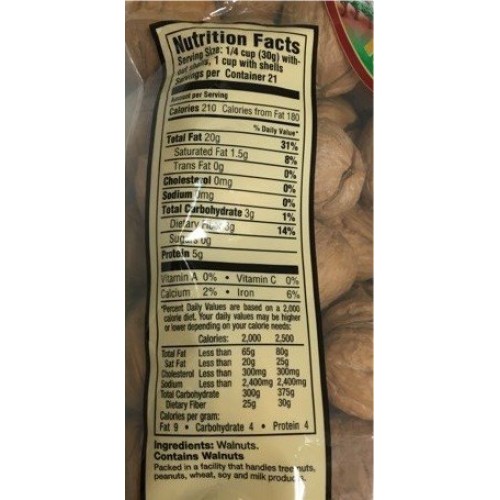 Nutrition Facts
Serving Size: 1/4 cup (30g) with-
out shells, 1 cup with shells
Servings per Container 21
Amount per Serving
Calories 210 Calories from Fat 180
% Daily Value*
Total Fat 20g 31%
Saturated Fat 1.5g 8%
Trans Fat 0g 0%
Cholesterol 0mg 0%
Sodium 0mg 0%
Total Carbohydrate 3g 1%
Dietary Fiber 3g 14%
Sugars 0g
Protein 5g
Vitamin A 0% • Vitamin C 0%
Calcium 2% • Iron 6%
*Percent Daily Values are based on a 2,000
calorie diet. Your daily values may be higher
or lower depending on your calorie needs:
Calories: 2,000 2,500
Total Fat Less than 65g 80g
Sat Fat Less than 20g 25g
Cholesterol Less than 300mg 300mg
Sodium Less than 2,400mg 2,400mg
Total Carbohydrate 300g 375g
Dietary Fiber 25g 30g
Calories per gram:
Fat 9 • Carbohydrate 4 • Protein 4
Ingredients: Walnuts.
Contains Walnuts
Packed in a facility that handles tree nuts,
peanuts, wheat, soy and milk products.